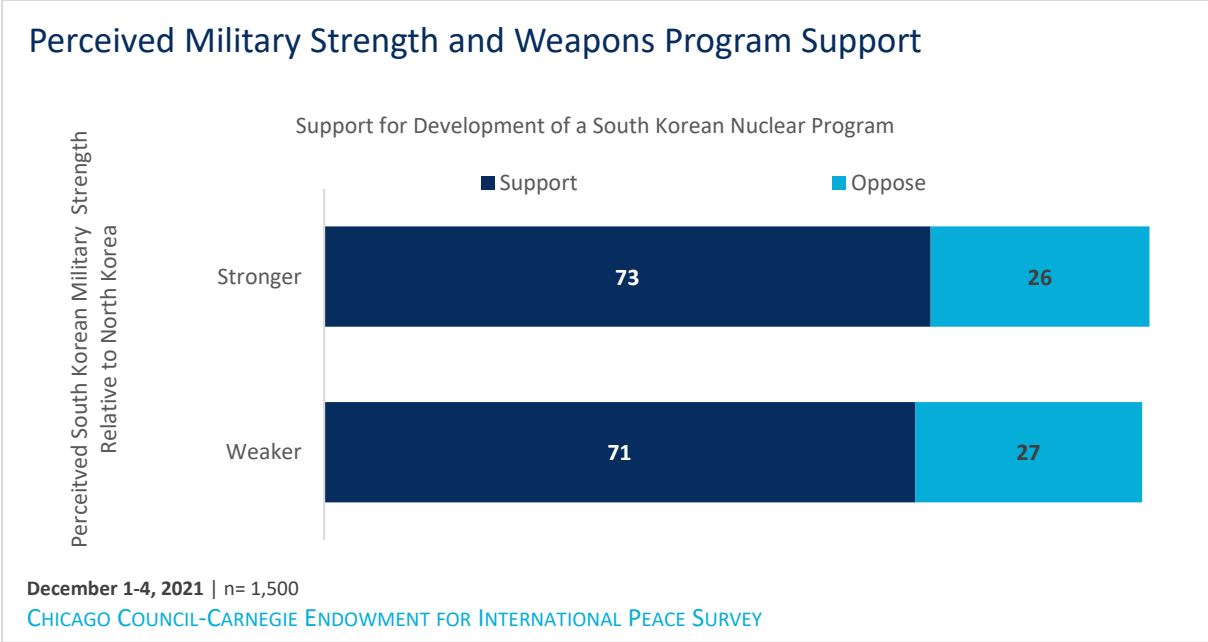 Perceived Military Strength and Weapons Program Support
Support for Development of a South Korean Nuclear Program
Support
Oppose
Perceitved South Korean Military Strength
Relative to North Korea
Stronger
73
26
Weaker
71
27
December 1-4, 2021 | n= 1,500
CHICAGO COUNCIL-CARNEGIE ENDOWMENT FOR INTERNATIONAL PEACE SURVEY